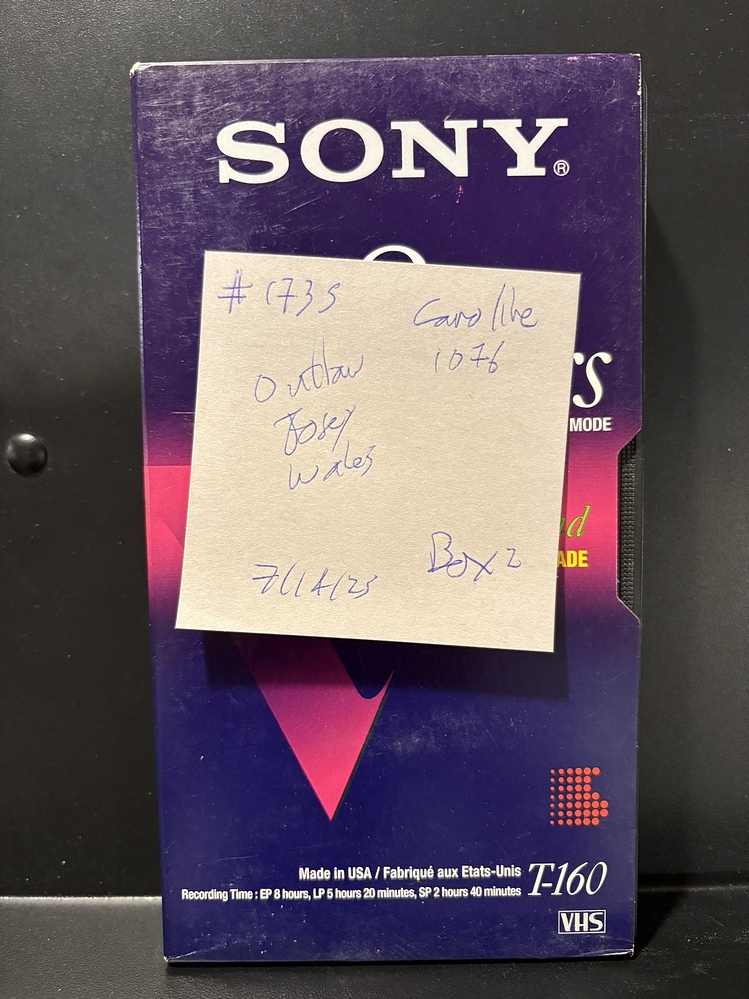 SONY®
#1735
Caroline
1076
Outlaw
Josey
Wales
MODE
7/14/25
Box 2
ADE
Made in USA / Fabriqué aux Etats-Unis
Recording Time : EP 8 hours, LP 5 hours 20 minutes, SP 2 hours 40 minutes
T-160
VHS